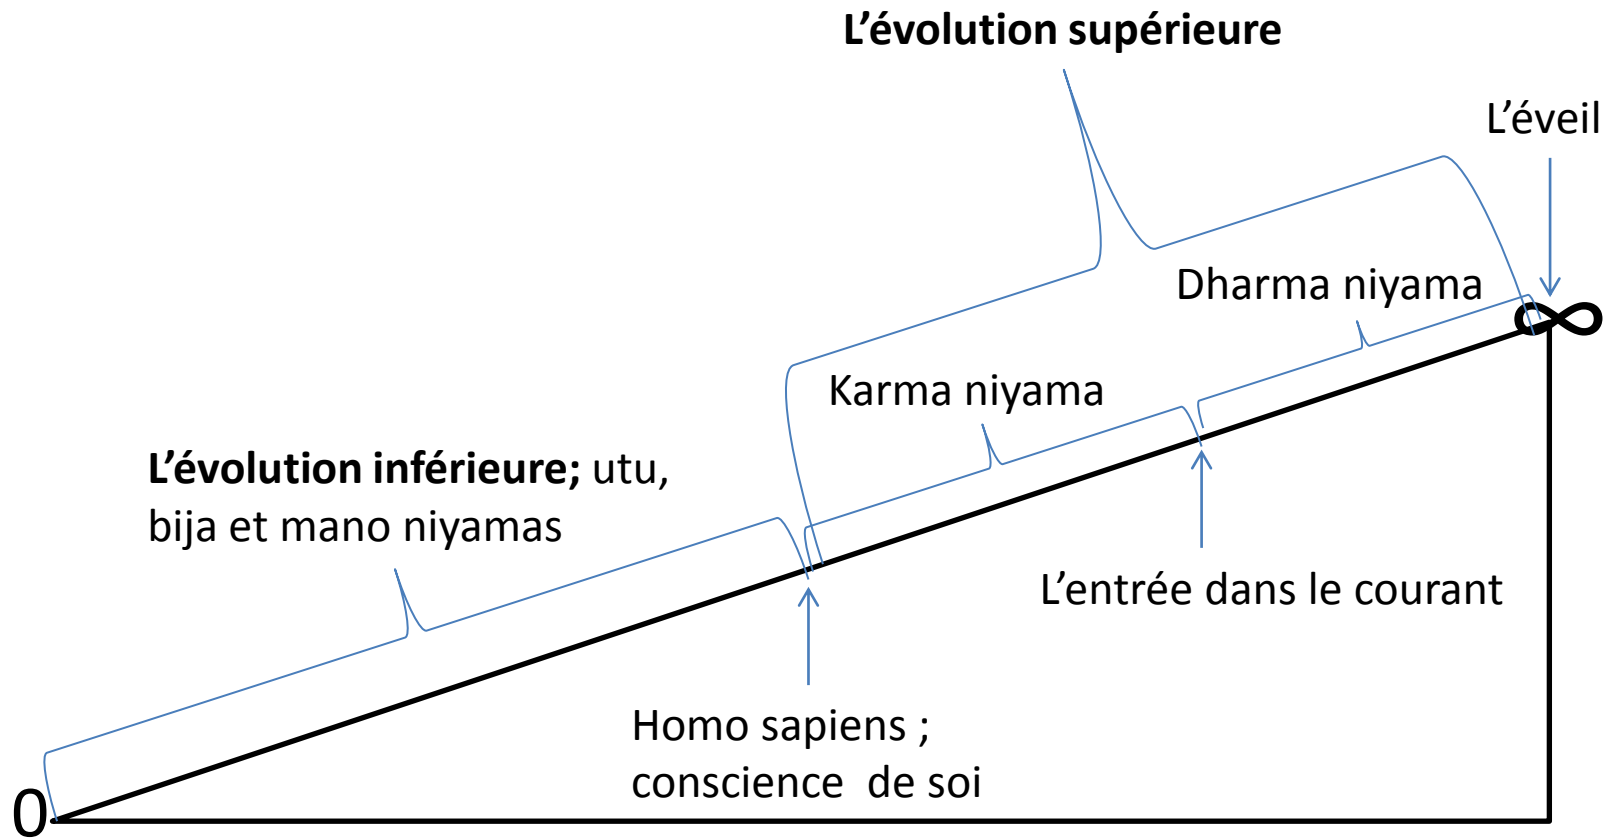 L’évolution supérieure
L’éveil
Dharma niyama
∞
Karma niyama
L’évolution inférieure; utu,
bija et mano niyamas
L’entrée dans le courant
Homo sapiens ;
conscience  de soi
0